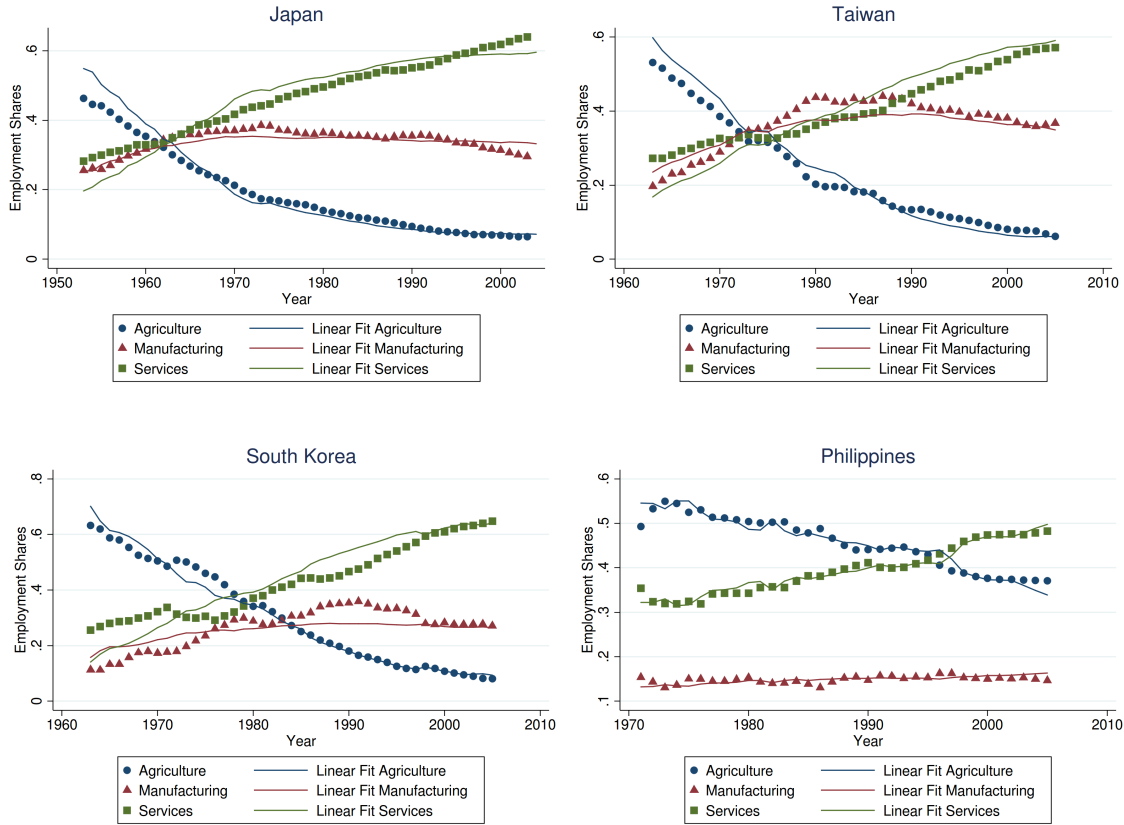 Japan
Employment Shares
.6
.4
.2
0
1950 1960 1970 1980 1990 2000
Year
Agriculture Linear Fit Agriculture
Manufacturing Linear Fit Manufacturing
Services Linear Fit Services
Taiwan
Employment Shares
.6
.4
.2
0
1960 1970 1980 1990 2000 2010
Year
Agriculture Linear Fit Agriculture
Manufacturing Linear Fit Manufacturing
Services Linear Fit Services
South Korea
Employment Shares
.8
.6
.4
.2
0
1960 1970 1980 1990 2000 2010
Year
Agriculture Linear Fit Agriculture
Manufacturing Linear Fit Manufacturing
Services Linear Fit Services
Philippines
Employment Shares
.6
.5
.4
.3
.2
.1
1970 1980 1990 2000 2010
Year
Agriculture Linear Fit Agriculture
Manufacturing Linear Fit Manufacturing
Services Linear Fit Services